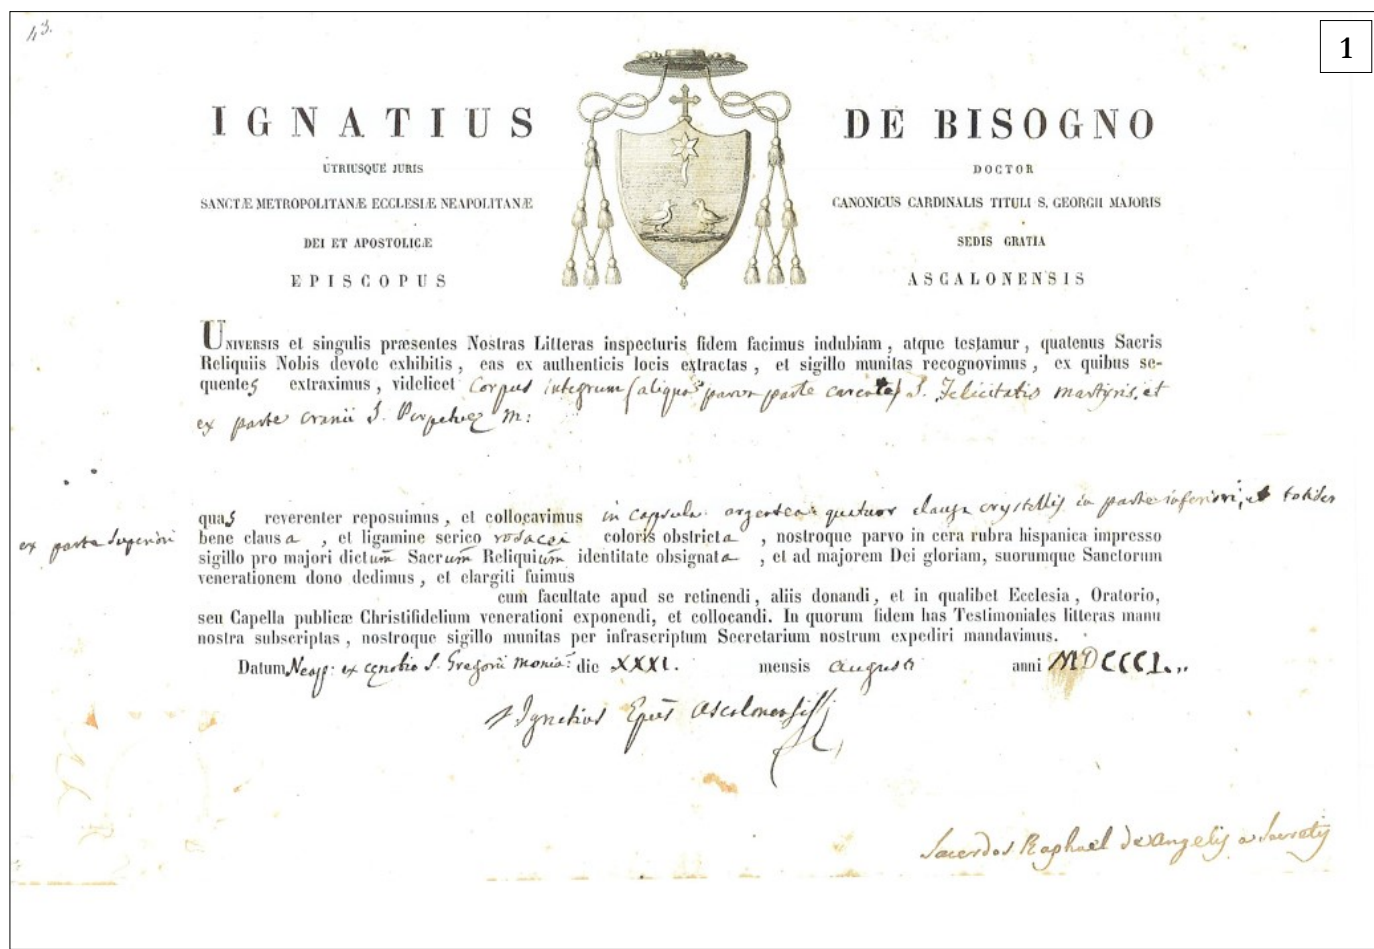 43.
1
IGNATIUS DE BISOGNO
UTRIUSQUE JURIS DOCTOR
SANCTÆ METROPOLITANÆ ECCLESIÆ NEAPOLITANÆ CANONICUS CARDINALIS TITULI S. GEORGII MAJORIS
DEI ET APOSTOLICÆ SEDIS GRATIA
EPISCOPUS ASCALONENSIS
UNIVERSIS et singulis præsentes Nostras Litteras inspecturis fidem facimus indubiam, atque testamur, quatenus Sacris
Reliquiis Nobis devote exhibitis, eas ex authenticis locis extractas, et sigillo munitas recognovimus, ex quibus se-
quentes extraximus, videlicet Corpus integrum (aliqua parva parte carente) S. Felicitatis martyris, et
ex parte cranii S. Perpetuæ M:
quas reverenter reposuimus, et collocavimus in capsula argentea quatuor clausa crystallis in parte inferiori, et totidem
ex parte superiori bene clausa, et ligamine serico rosacei coloris obstricta, nostroque parvo in cera rubra hispanica impresso
sigillo pro majori dictum̅ Sacrum̅ Reliquium̅ identitate obsignata, et ad majorem Dei gloriam, suorumque Sanctorum
venerationem dono dedimus, et elargiti fuimus
cum facultate apud se retinendi, aliis donandi, et in qualibet Ecclesia, Oratorio,
seu Capella publicæ Christifidelium venerationi exponendi, et collocandi. In quorum fidem has Testimoniales litteras manu
nostra subscriptas, nostroque sigillo munitas per infrascriptum Secretarium nostrum expediri mandavimus.
Datum Neap: ex cenobio S. Gregorii Monia: die XXXI. mensis Augusti anni MDCCCL..
+ Ignatius Epus Ascalonensis
Sacerdos Raphael de Angelis a Secretis